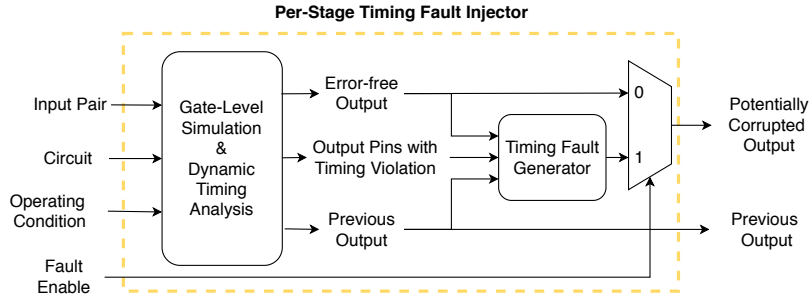 Per-Stage Timing Fault Injector
Input Pair
Circuit
Operating
Condition
Fault
Enable
Gate-Level
Simulation
&
Dynamic
Timing
Analysis
Error-free
Output
Output Pins with
Timing Violation
Previous
Output
Timing Fault
Generator
0
1
Potentially
Corrupted
Output
Previous
Output